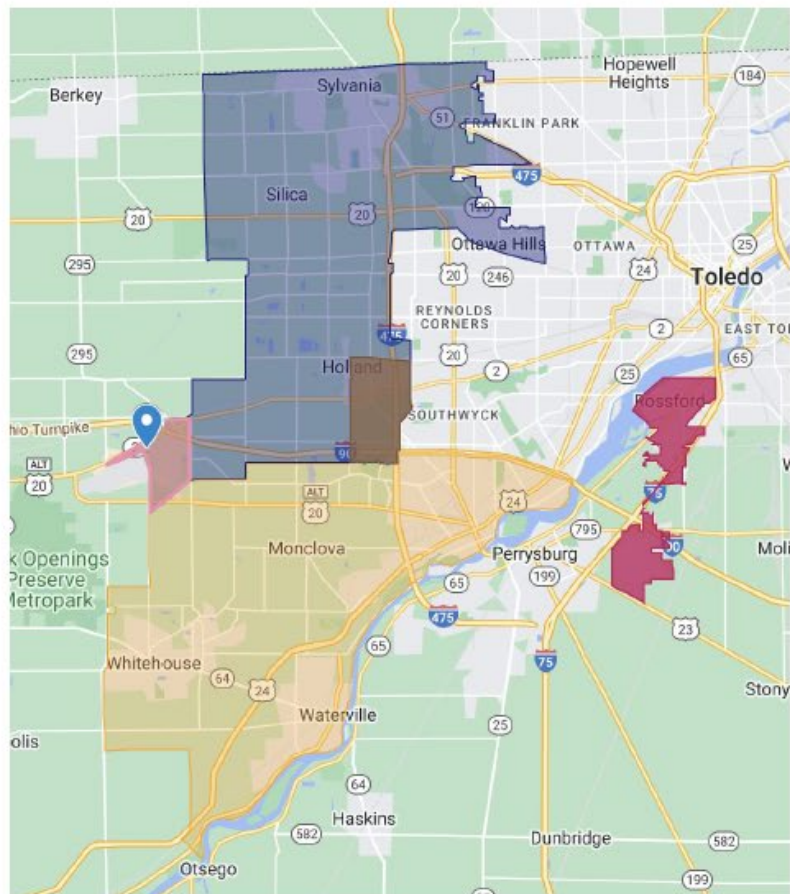 Hopewell
Heights
184
Berkey
Sylvania
51
FRANKLIN PARK
475
Silica
20
20
120
Ottawa Hills
OTTAWA
25
295
246
24
Toledo
20
REYNOLDS
CORNERS
475
2
EAST TO
295
20
65
Holland
2
25
SOUTHWYCK
Rossford
hio Turnpike
2
90
ALT
20
ALT
20
24
75
795
Monclova
Perrysburg
90
Moli
k Openings
Preserve
Metropark
65
199
475
23
Whitehouse
64
24
65
75
Stony
Waterville
25
olis
64
Haskins
582
Dunbridge
582
199
Otsego